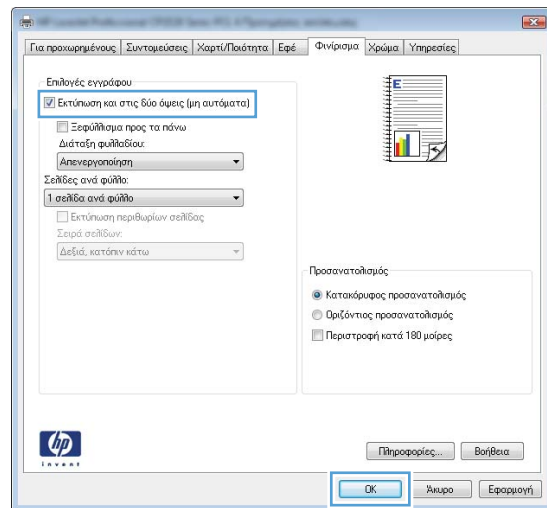 Για προχωρημένους Συντομεύσεις Χαρτί/Ποιότητα Εφέ Φινίρισμα Χρώμα Υπηρεσίες
Επιλογές εγγράφου
Εκτύπωση και στις δύο όψεις (μη αυτόματα)
Ξεφύλλισμα προς τα πάνω
Διάταξη φυλλαδίου:
Απενεργοποίηση
Σελίδες ανά φύλλο:
1 σελίδα ανά φύλλο
Εκτύπωση περιθωρίων σελίδας
Σειρά σελίδων:
Δεξιά, κατόπιν κάτω
E
Προσανατολισμός
Κατακόρυφος προσανατολισμός
Οριζόντιος προσανατολισμός
Περιστροφή κατά 180 μοίρες
hp
invent
Πληροφορίες... Βοήθεια
OK Άκυρο Εφαρμογή